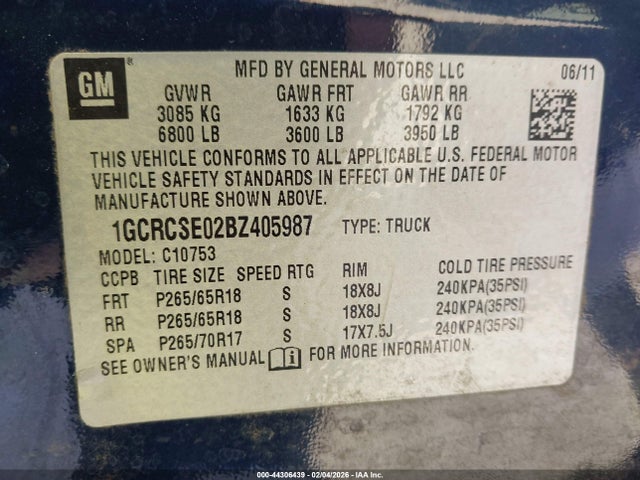 GM ® MFD BY GENERAL MOTORS LLC 06/11
GVWR GAWR FRT GAWR RR
3085 KG 1633 KG 1792 KG
6800 LB 3600 LB 3950 LB
THIS VEHICLE CONFORMS TO ALL APPLICABLE U.S. FEDERAL MOTOR
VEHICLE SAFETY STANDARDS IN EFFECT ON THE DATE OF
MANUFACTURE SHOWN ABOVE.
1GCRCSE02BZ405987 TYPE: TRUCK
MODEL: C10753
CCPB TIRE SIZE SPEED RTG RIM COLD TIRE PRESSURE
FRT P265/65R18 S 18X8J 240KPA(35PSI)
RR P265/65R18 S 18X8J 240KPA(35PSI)
SPA P265/70R17 S 17X7.5J 240KPA(35PSI)
SEE OWNER'S MANUAL FOR MORE INFORMATION.
000-44306439 - 02/04/2026 - IAA Inc.